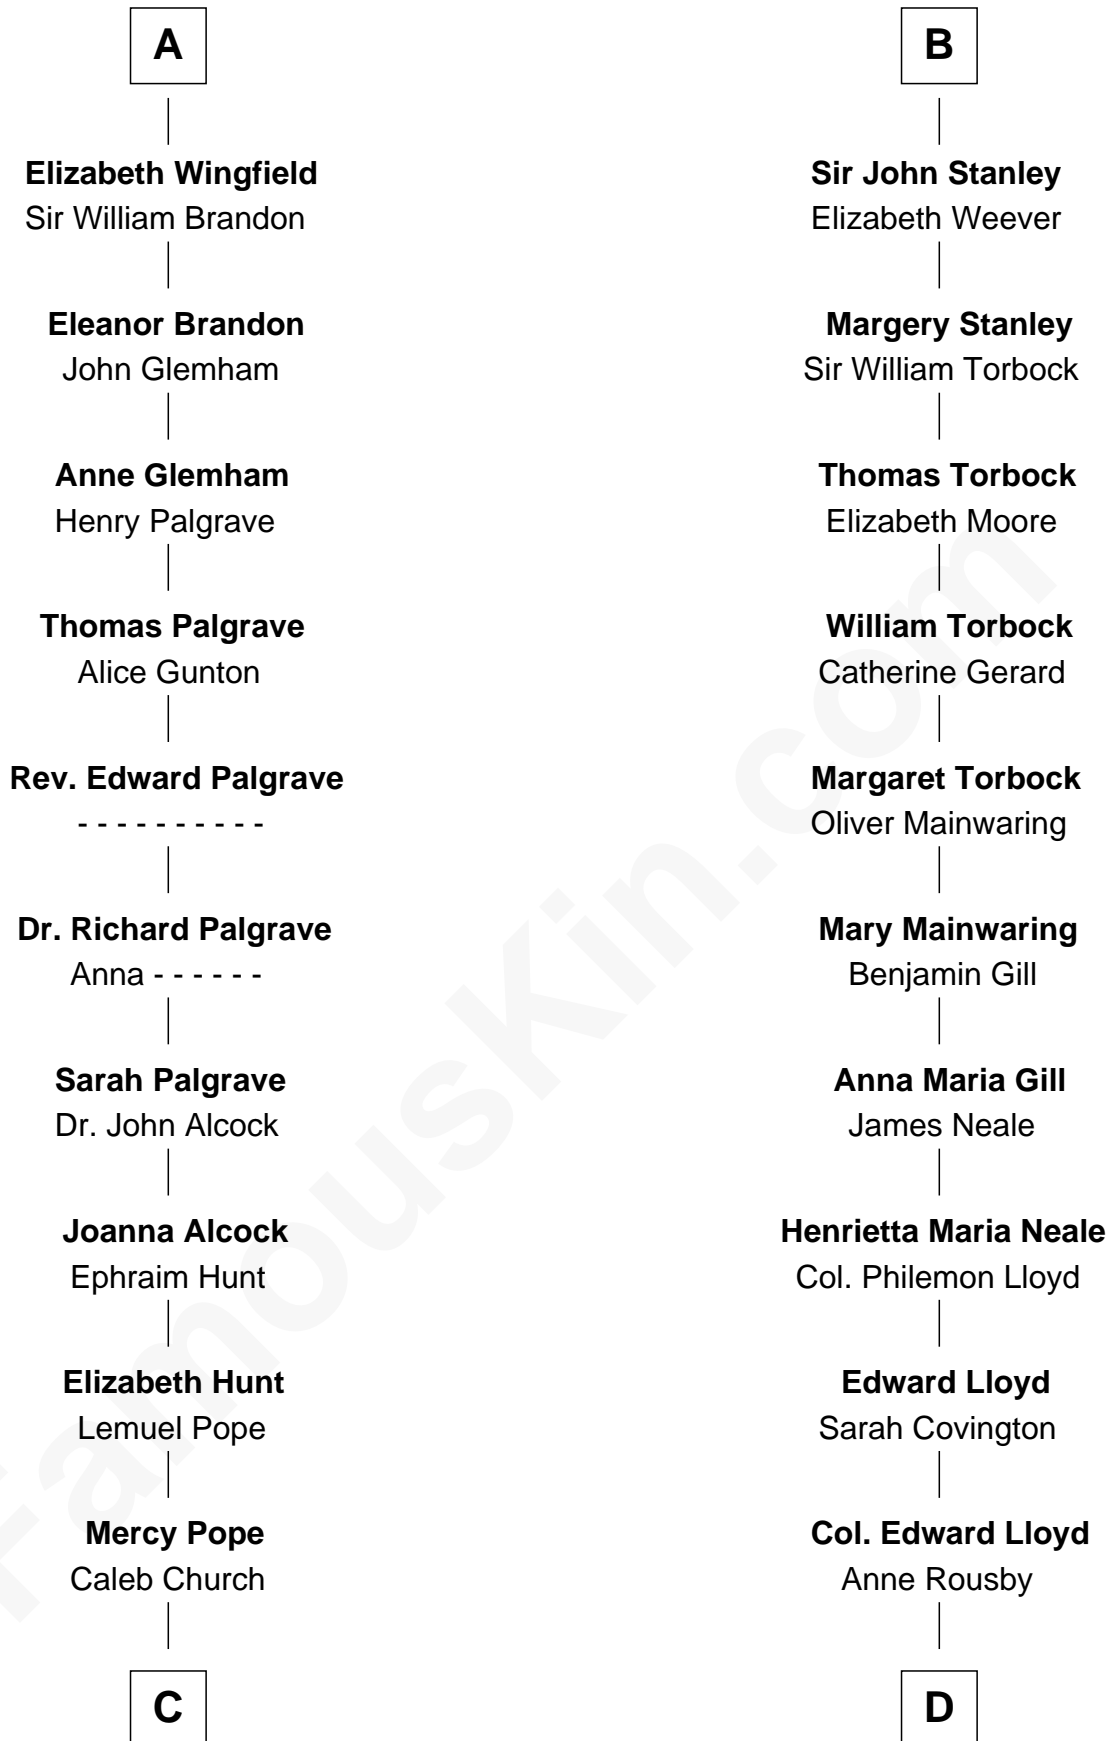 A
Elizabeth Wingfield
Sir William Brandon
Eleanor Brandon
John Glemham
Anne Glemham
Henry Palgrave
Thomas Palgrave
Alice Gunton
Rev. Edward Palgrave
- - - - - - - - - -
Dr. Richard Palgrave
Anna - - - - - -
Sarah Palgrave
Dr. John Alcock
Joanna Alcock
Ephraim Hunt
Elizabeth Hunt
Lemuel Pope
Mercy Pope
Caleb Church
C
B
Sir John Stanley
Elizabeth Weever
Margery Stanley
Sir William Torbock
Thomas Torbock
Elizabeth Moore
William Torbock
Catherine Gerard
Margaret Torbock
Oliver Mainwaring
Mary Mainwaring
Benjamin Gill
Anna Maria Gill
James Neale
Henrietta Maria Neale
Col. Philemon Lloyd
Edward Lloyd
Sarah Covington
Col. Edward Lloyd
Anne Rousby
D
FamousKin.com